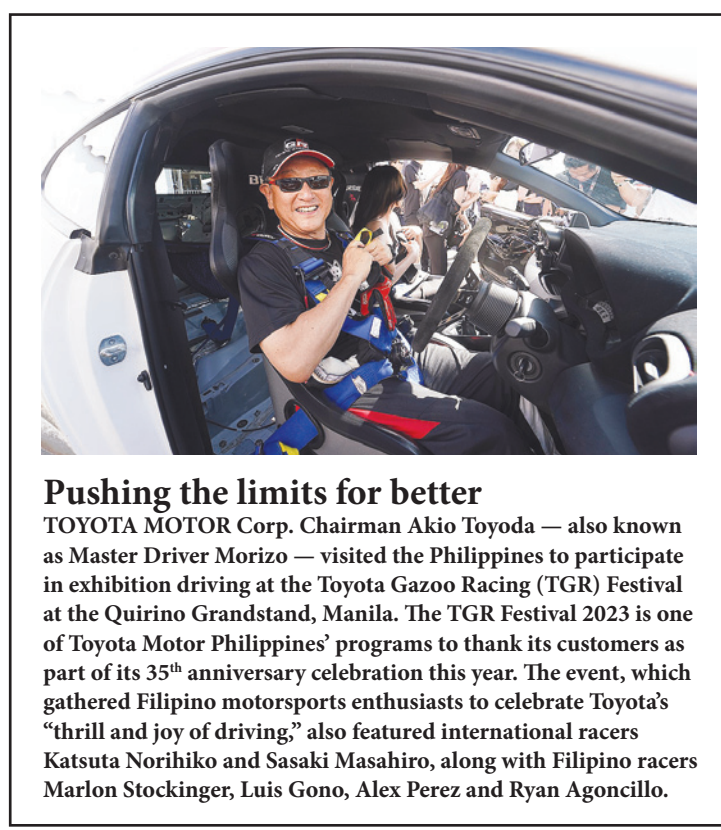 GR
Pushing the limits for better
TOYOTA MOTOR Corp. Chairman Akio Toyoda — also known
as Master Driver Morizo — visited the Philippines to participate
in exhibition driving at the Toyota Gazoo Racing (TGR) Festival
at the Quirino Grandstand, Manila. The TGR Festival 2023 is one
of Toyota Motor Philippines’ programs to thank its customers as
part of its 35th anniversary celebration this year. The event, which
gathered Filipino motorsports enthusiasts to celebrate Toyota’s
“thrill and joy of driving,” also featured international racers
Katsuta Norihiko and Sasaki Masahiro, along with Filipino racers
Marlon Stockinger, Luis Gono, Alex Perez and Ryan Agoncillo.